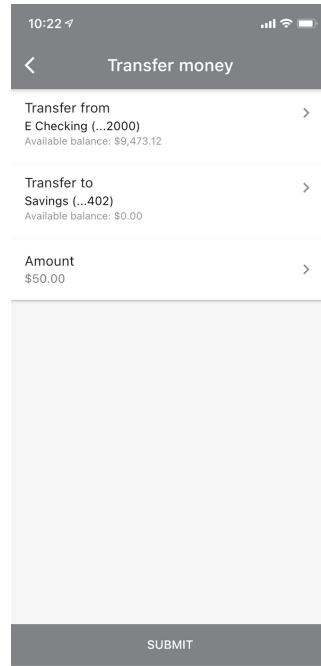 10:22
Transfer money
Transfer from
E Checking (...2000)
Available balance: $9,473.12
Transfer to
Savings (...402)
Available balance: $0.00
Amount
$50.00
SUBMIT